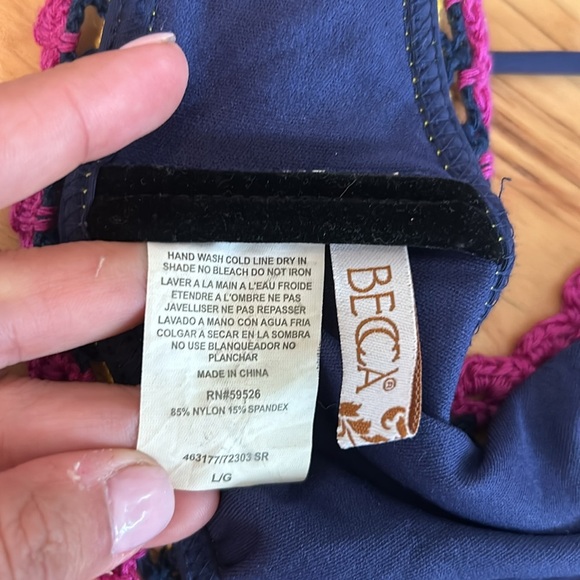 HAND WASH COLD LINE DRY IN
SHADE NO BLEACH DO NOT IRON
LAVER A LA MAIN A L'EAU FROIDE
ETENDRE A L'OMBRE NE PAS
JAVELLISER NE PAS REPASSER
LAVADO A MANO CON AGUA FRIA
COLGAR À SECAR EN LA SOMBRA
NO USE BLANQUEADOR NO
PLANCHAR
MADE IN CHINA
RN#59526
85% NYLON 15% SPANDEX
403177/72303 SR
L/G
BECCA®